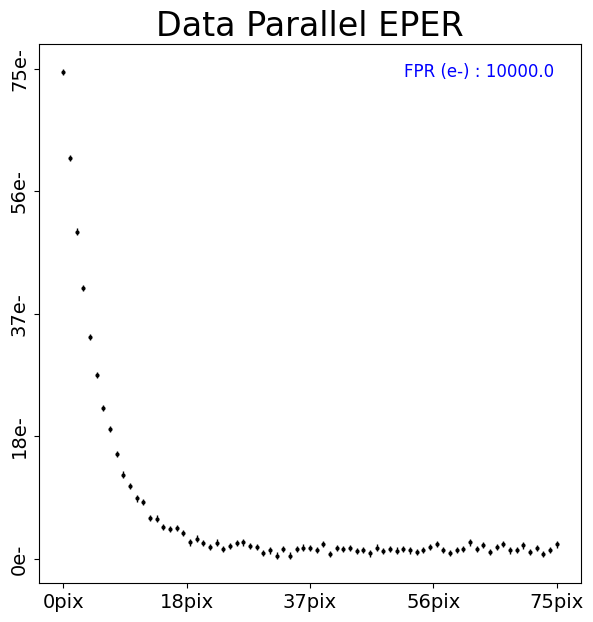 Data Parallel EPER
FPR (e-) : 10000.0
75e-
56e-
37e-
18e-
0e-
0pix 18pix 37pix 56pix 75pix